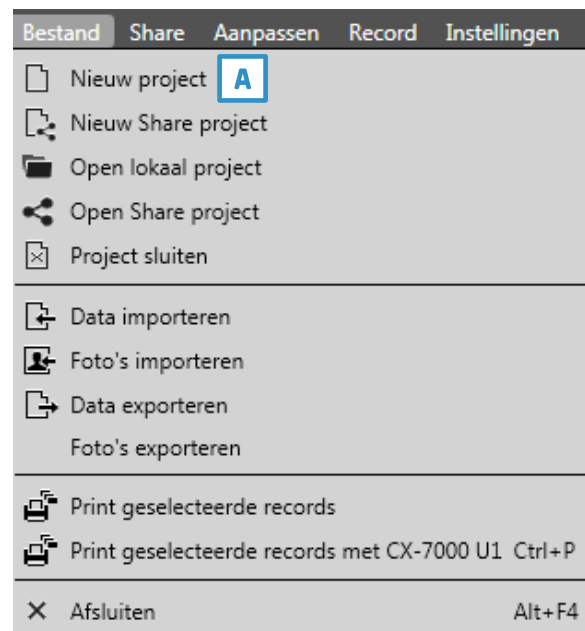 Bestand Share Aanpassen Record Instellingen
Nieuw project A
Nieuw Share project
Open lokaal project
Open Share project
Project sluiten
Data importeren
Foto's importeren
Data exporteren
Foto's exporteren
Print geselecteerde records
Print geselecteerde records met CX-7000 U1 Ctrl+P
Afsluiten Alt+F4